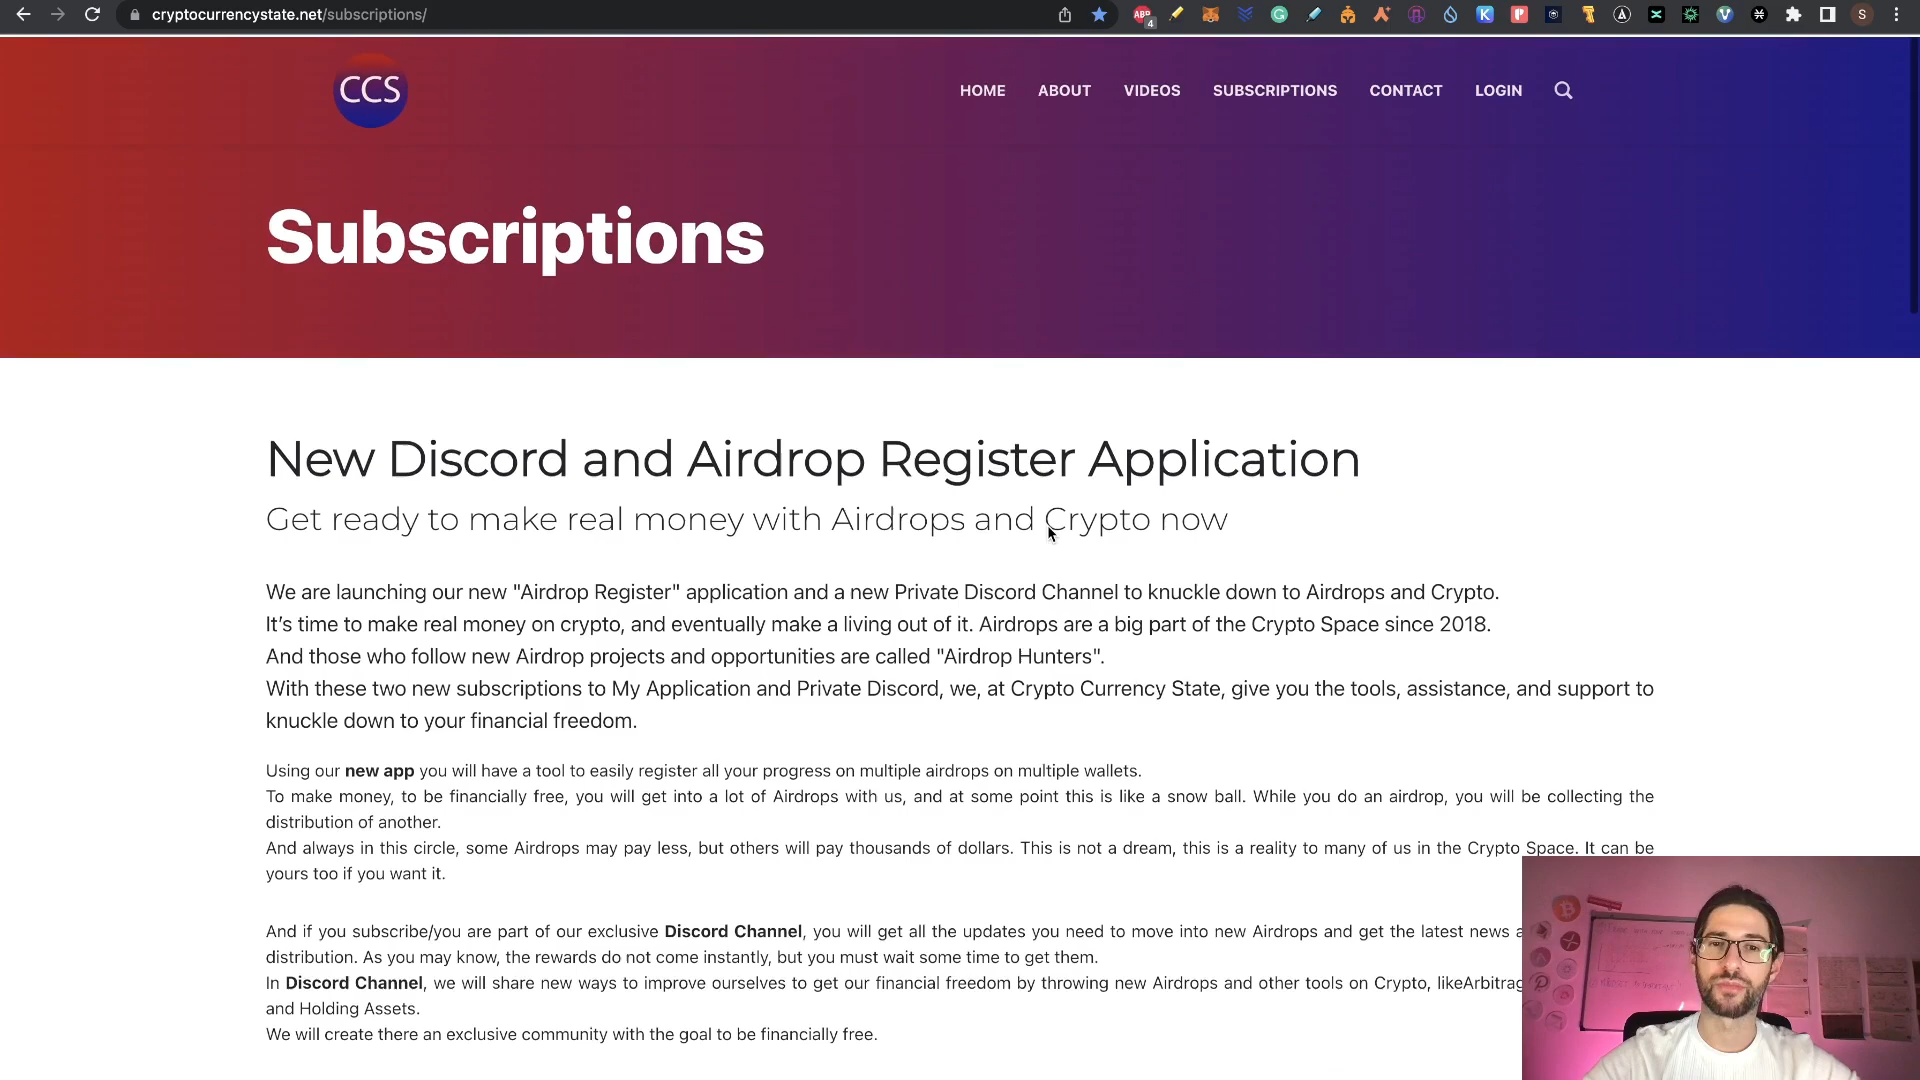 cryptocurrencystate.net/subscriptions/
CCS
HOME ABOUT VIDEOS SUBSCRIPTIONS CONTACT LOGIN
Subscriptions
New Discord and Airdrop Register Application
Get ready to make real money with Airdrops and Crypto now
We are launching our new "Airdrop Register" application and a new Private Discord Channel to knuckle down to Airdrops and Crypto.
It's time to make real money on crypto, and eventually make a living out of it. Airdrops are a big part of the Crypto Space since 2018.
And those who follow new Airdrop projects and opportunities are called "Airdrop Hunters".
With these two new subscriptions to My Application and Private Discord, we, at Crypto Currency State, give you the tools, assistance, and support to
knuckle down to your financial freedom.
Using our new app you will have a tool to easily register all your progress on multiple airdrops on multiple wallets.
To make money, to be financially free, you will get into a lot of Airdrops with us, and at some point this is like a snow ball. While you do an airdrop, you will be collecting the
distribution of another.
And always in this circle, some Airdrops may pay less, but others will pay thousands of dollars. This is not a dream, this is a reality to many of us in the Crypto Space. It can be
yours too if you want it.
And if you subscribe/you are part of our exclusive Discord Channel, you will get all the updates you need to move into new Airdrops and get the latest news a
distribution. As you may know, the rewards do not come instantly, but you must wait some time to get them.
In Discord Channel, we will share new ways to improve ourselves to get our financial freedom by throwing new Airdrops and other tools on Crypto, likeArbitrag
and Holding Assets.
We will create there an exclusive community with the goal to be financially free.